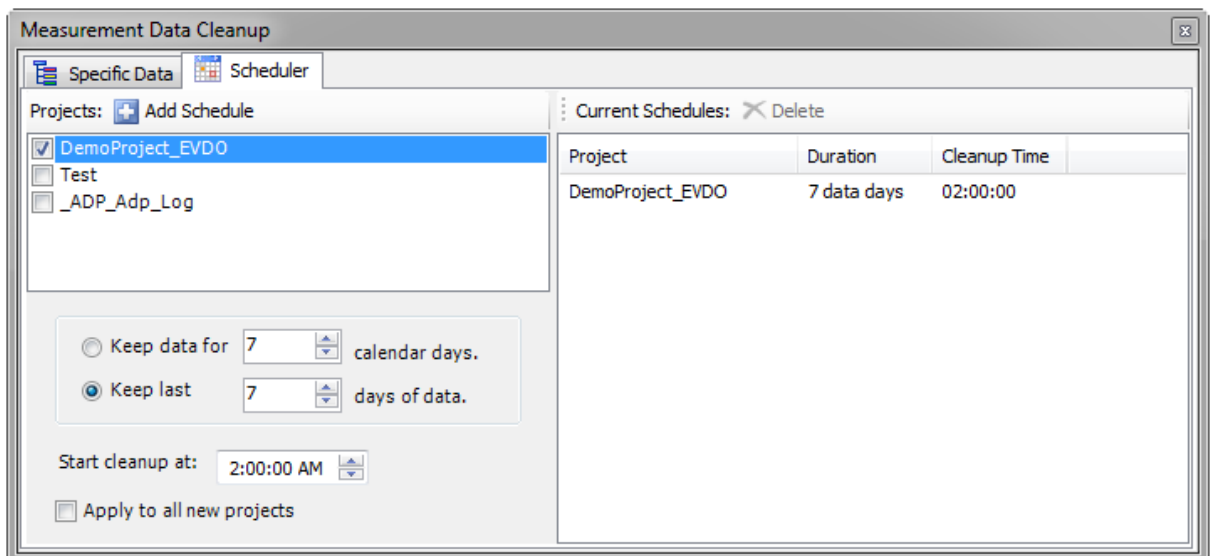 Measurement Data Cleanup
Specific Data Scheduler
Projects: Add Schedule
DemoProject_EVDO
Test
_ADP_Adp_Log
Keep data for 7 calendar days.
Keep last 7 days of data.
Start cleanup at: 2:00:00 AM
Apply to all new projects
Current Schedules: Delete
Project Duration Cleanup Time
DemoProject_EVDO 7 data days 02:00:00